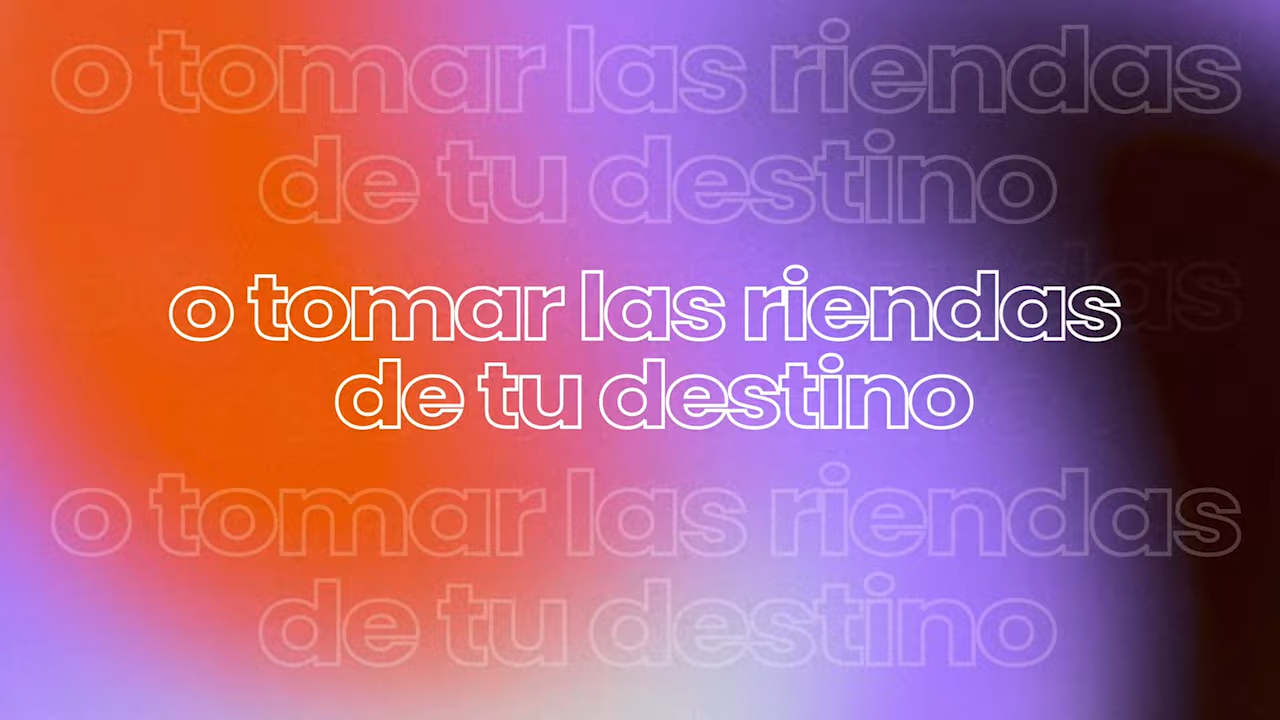 o tomar las riendas
de tu destino
o tomar las riendas
de tu destino
o tomar las riendas
de tu destino